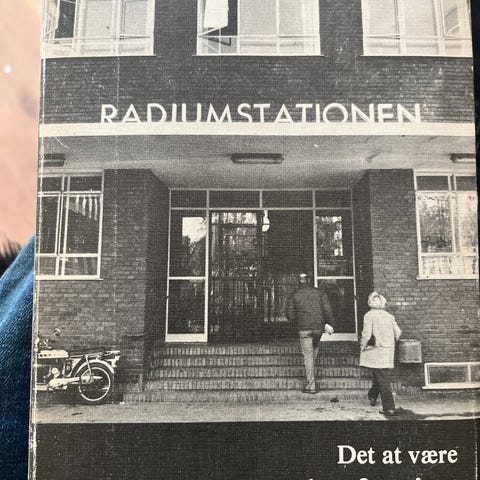 RADIUMSTATIONEN
Det at være